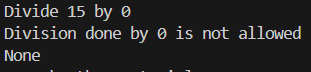 Divide 15 by 0
Division done by 0 is not allowed
None